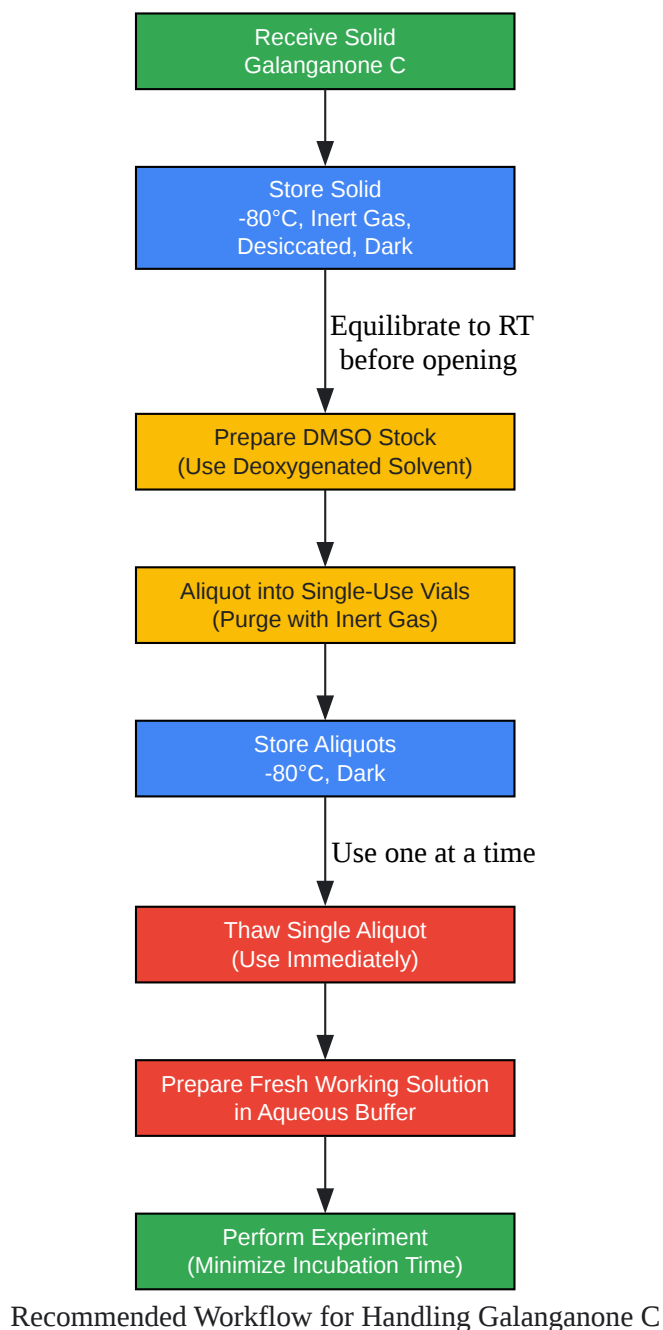 Receive Solid
Galanganone C
Store Solid
-80°C, Inert Gas,
Desiccated, Dark
Equilibrate to RT
before opening
Prepare DMSO Stock
(Use Deoxygenated Solvent)
Aliquot into Single-Use Vials
(Purge with Inert Gas)
Store Aliquots
-80°C, Dark
Use one at a time
Thaw Single Aliquot
(Use Immediately)
Prepare Fresh Working Solution
in Aqueous Buffer
Perform Experiment
(Minimize Incubation Time)
Recommended Workflow for Handling Galanganone C